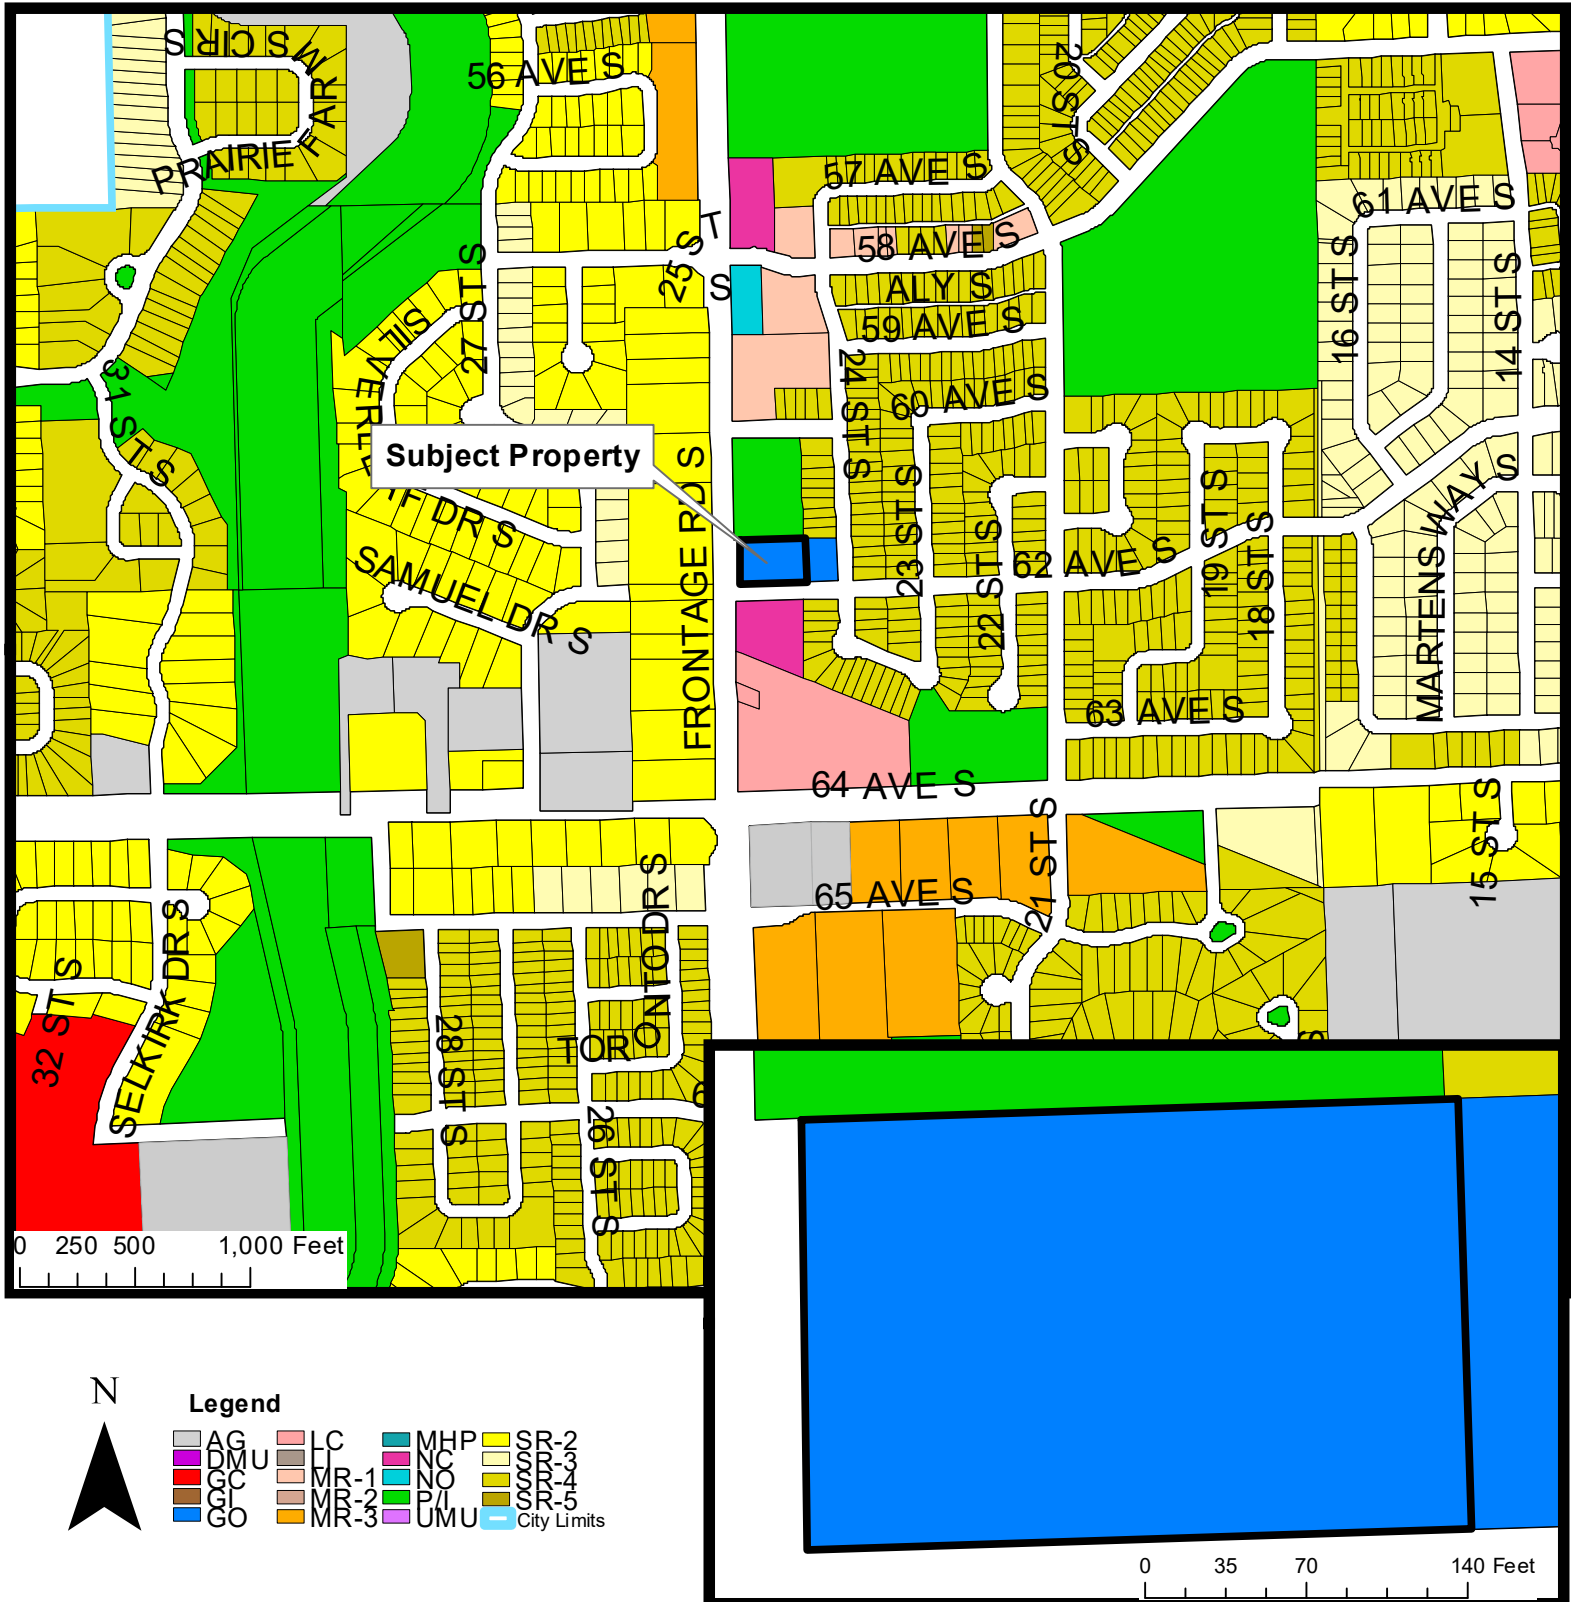 S CIR S
PRAIRIE FARM
56 AVE S
20 ST S
57 AVE S
58 AVE S
ALY S
59 AVE S
60 AVE S
61 AVE S
16 ST S
14 ST S
25 ST S
27 ST S
31 ST S
24 ST S
SILVERLE
F DR S
Subject Property
SAMUEL DR S
FRONTAGE RD S
23 ST S
22 ST S
62 AVE S
19 ST S
18 ST S
MARTENS WAY S
63 AVE S
64 AVE S
65 AVE S
21 ST S
15 ST S
32 ST S
SELKIRK DR S
28 ST S
TORONTO DR S
26 ST S
6
S
0 250 500 1,000 Feet
N
Legend
AG
DMU
GC
GI
GO
LC
LI
MR-1
MR-2
MR-3
MHP
NC
NO
P/I
UMU
SR-2
SR-3
SR-4
SR-5
City Limits
0 35 70 140 Feet